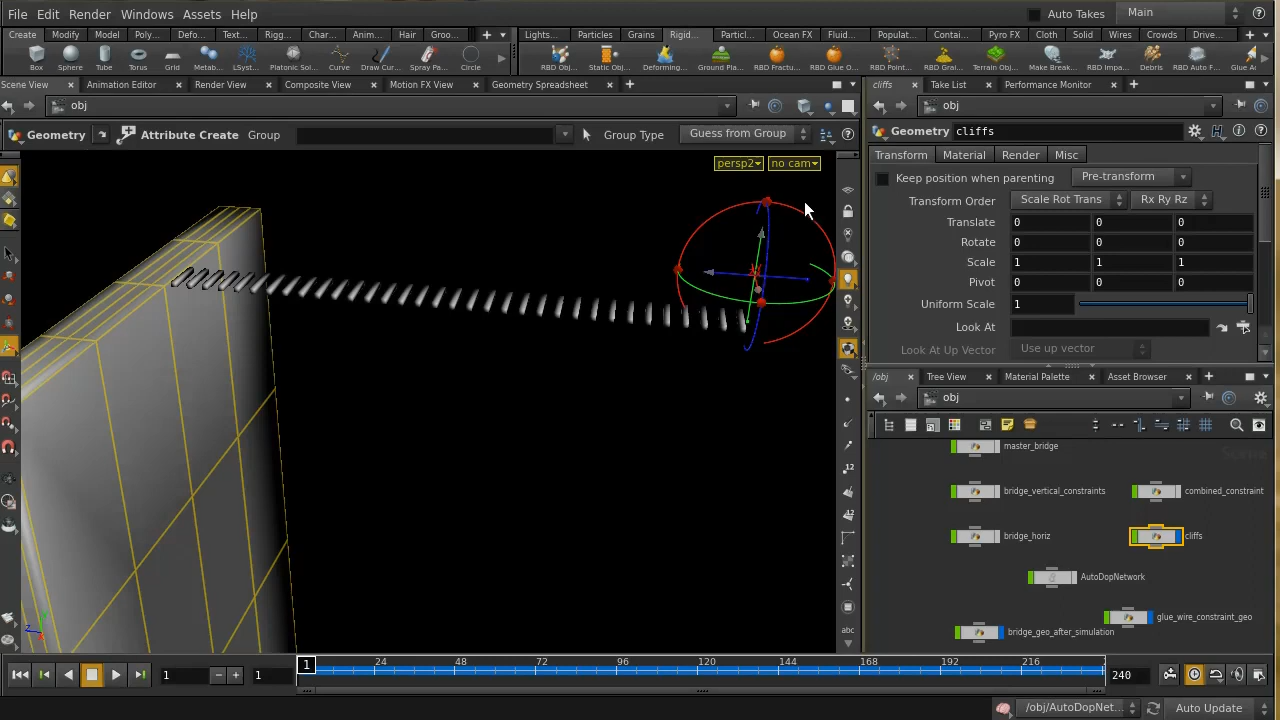 File Edit Render Windows Assets Help Auto Takes Main
Create Modify Model Poly... Defo... Text... Rigg... Char... Anim... Hair Groo... Lights... Particles Grains Rigid... Particl... Ocean FX Fluid... Populat... Contai... Pyro FX Cloth Solid Wires Crowds Drive...
Box Sphere Tube Torus Grid Metab... LSyst... Platonic Soi... Curve Draw Cur... Spray Pa... Circle RBD Obj... Static Obj... Deforming... Ground Pla... RBD Fractu... RBD Glue O... RBD Point... RBD Grai... Terrain Obj... Make Break... RBD Impa... Debris RBD Auto F... Glue A
Scene View Animation Editor Render View Composite View Motion FX View Geometry Spreadsheet
obj
Geometry Attribute Create Group Group Type Guess from Group
persp2 no cam
12
12
abc
cliffs Take List Performance Monitor
obj
Geometry cliffs
Transform Material Render Misc
Keep position when parenting Pre-transform
Transform Order Scale Rot Trans Rx Ry Rz
Translate 0 0 0
Rotate 0 0 0
Scale 1 1 1
Pivot 0 0 0
Uniform Scale 1
Look At
Look At Up Vector Use up vector
/obj Tree View Material Palette Asset Browser
obj
master_bridge
bridge_vertical_constraints combined_constraint
bridge_horiz cliffs
AutoDopNetwork
glue_wire_constraint_geo
bridge_geo_after_simulation
1 1 1 24 48 72 96 120 144 168 192 216 240
/obj/AutoDopNet... Auto Update